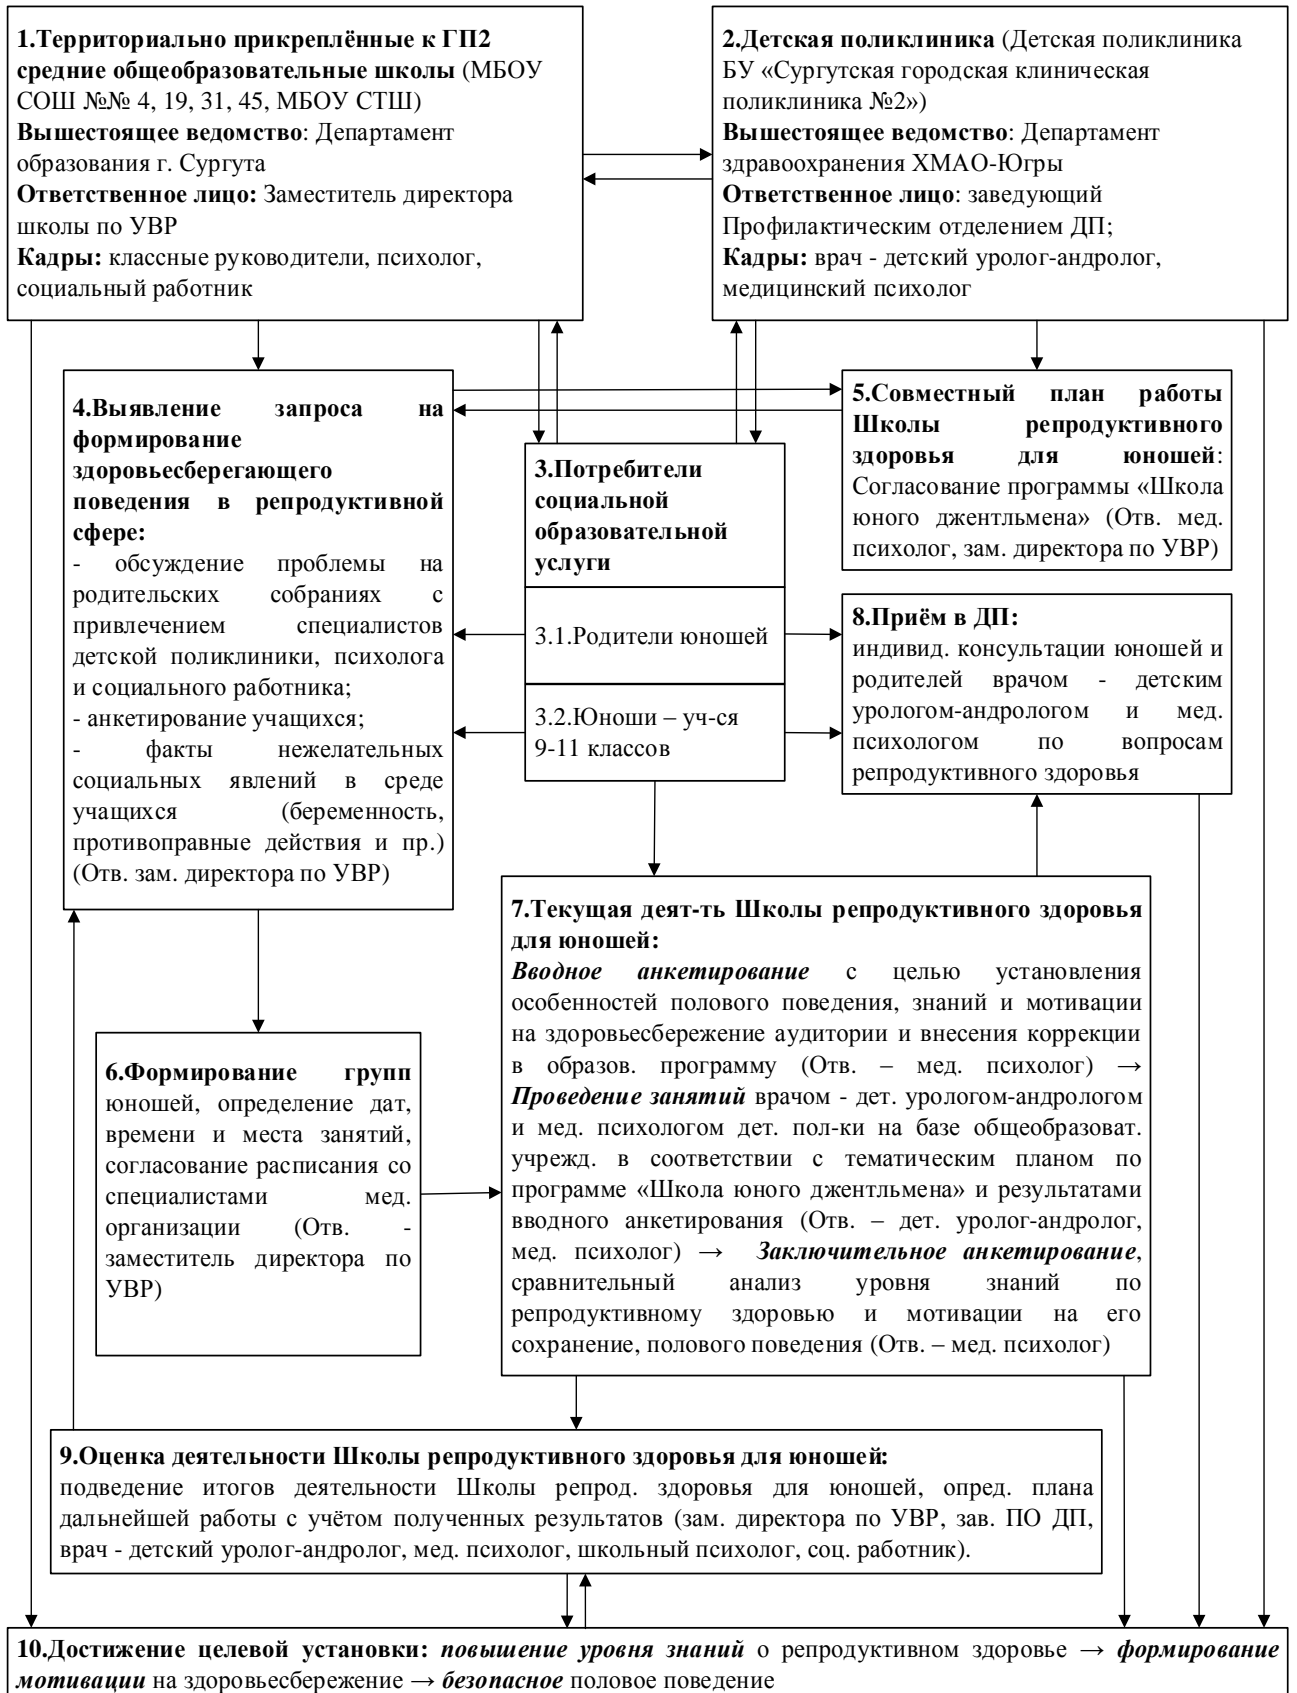 1.Территориально прикреплённые к ГП2
средние общеобразовательные школы (МБОУ
СОШ №№ 4, 19, 31, 45, МБОУ СТШ)
Вышестоящее ведомство: Департамент
образования г. Сургута
Ответственное лицо: Заместитель директора
школы по УВР
Кадры: классные руководители, психолог,
социальный работник
2.Детская поликлиника (Детская поликлиника
БУ «Сургутская городская клиническая
поликлиника №2»)
Вышестоящее ведомство: Департамент
здравоохранения ХМАО-Югры
Ответственное лицо: заведующий
Профилактическим отделением ДП;
Кадры: врач - детский уролог-андролог,
медицинский психолог
4.Выявление запроса на
формирование
здоровьесберегающего
поведения в репродуктивной
сфере:
- обсуждение проблемы на
родительских собраниях с
привлечением специалистов
детской поликлиники, психолога
и социального работника;
- анкетирование учащихся;
- факты нежелательных
социальных явлений в среде
учащихся (беременность,
противоправные действия и пр.)
(Отв. зам. директора по УВР)
3.Потребители
социальной
образовательной
услуги
3.1.Родители юношей
3.2.Юноши – уч-ся
9-11 классов
5.Совместный план работы
Школы репродуктивного
здоровья для юношей:
Согласование программы «Школа
юного джентльмена» (Отв. мед.
психолог, зам. директора по УВР)
8.Приём в ДП:
индивид. консультации юношей и
родителей врачом - детским
урологом-андрологом и мед.
психологом по вопросам
репродуктивного здоровья
6.Формирование групп
юношей, определение дат,
времени и места занятий,
согласование расписания со
специалистами мед.
организации (Отв. -
заместитель директора по
УВР)
7.Текущая деят-ть Школы репродуктивного здоровья
для юношей:
Вводное анкетирование с целью установления
особенностей полового поведения, знаний и мотивации
на здоровьесбережение аудитории и внесения коррекции
в образов. программу (Отв. – мед. психолог) →
Проведение занятий врачом - дет. урологом-андрологом
и мед. психологом дет. пол-ки на базе общеобразоват.
учрежд. в соответствии с тематическим планом по
программе «Школа юного джентльмена» и результатами
вводного анкетирования (Отв. – дет. уролог-андролог,
мед. психолог) → Заключительное анкетирование,
сравнительный анализ уровня знаний по
репродуктивному здоровью и мотивации на его
сохранение, полового поведения (Отв. – мед. психолог)
9.Оценка деятельности Школы репродуктивного здоровья для юношей:
подведение итогов деятельности Школы репрод. здоровья для юношей, опред. плана
дальнейшей работы с учётом полученных результатов (зам. директора по УВР, зав. ПО ДП,
врач - детский уролог-андролог, мед. психолог, школьный психолог, соц. работник).
10.Достижение целевой установки: повышение уровня знаний о репродуктивном здоровье → формирование
мотивации на здоровьесбережение → безопасное половое поведение